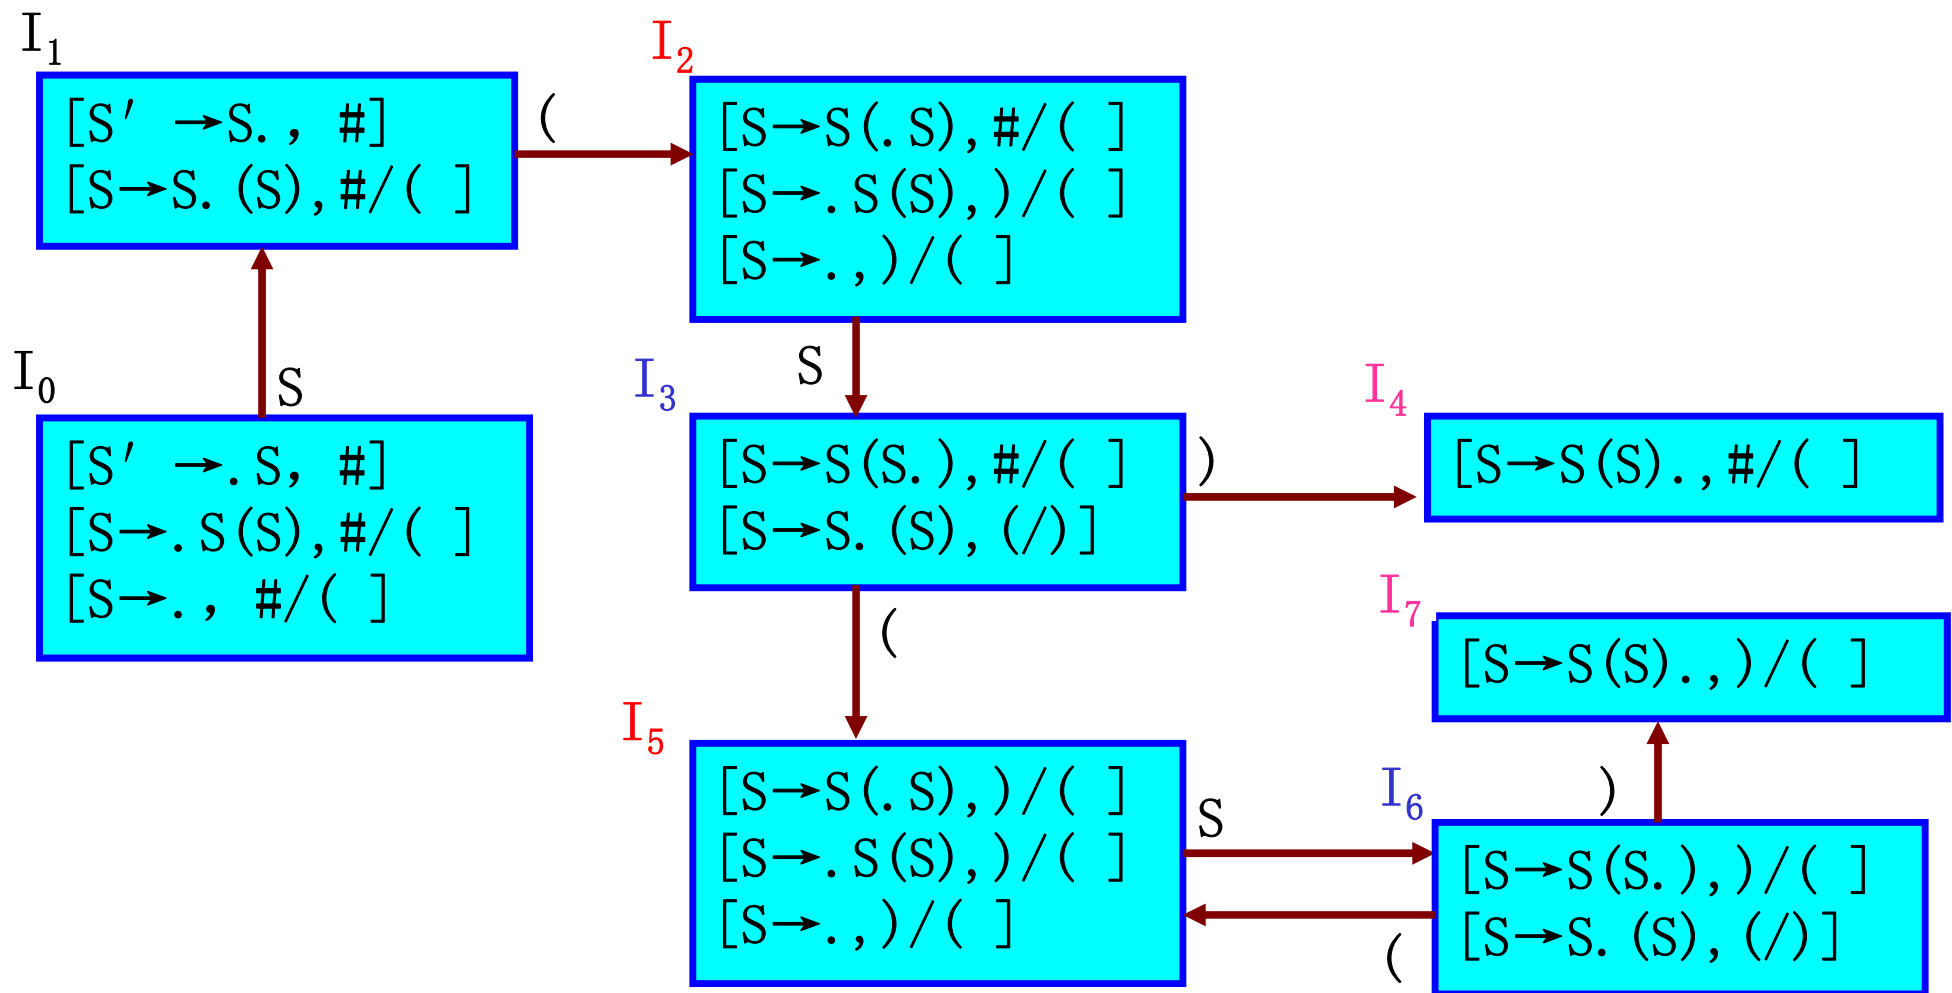 I1
[S′ →S., #]
[S→S.(S),#/( ]
(
I2
[S→S(.S),#/( ]
[S→.S(S),)/( ]
[S→.,)/( ]
I0
S
[S′ →.S, #]
[S→.S(S),#/( ]
[S→., #/( ]
S
I3
[S→S(S.),#/( ]
[S→S.(S),(/)]
)
I4
[S→S(S).,#/( ]
(
I7
[S→S(S).,)/( ]
I5
[S→S(.S),)/( ]
[S→.S(S),)/( ]
[S→.,)/( ]
S
(
)
I6
[S→S(S.),)/( ]
[S→S.(S),(/)]